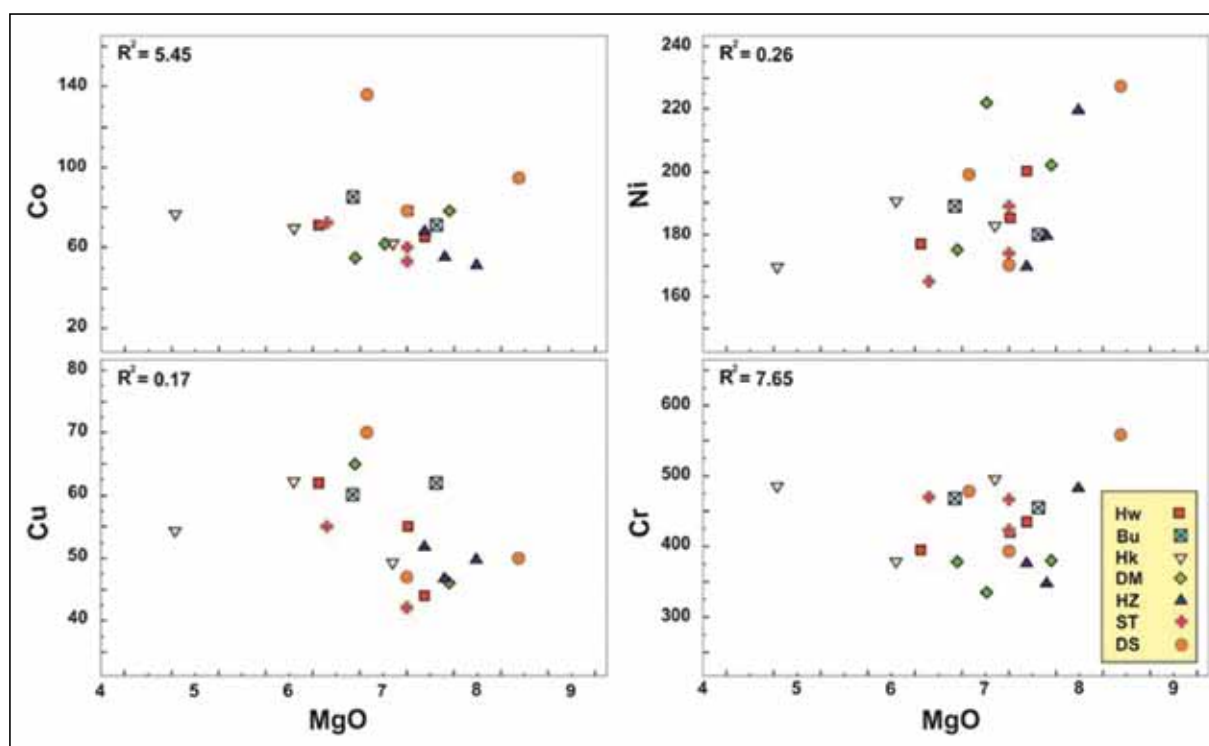 R² = 5.45
140
100
60
20
Co
R² = 0.26
240
220
200
180
160
Ni
R² = 0.17
80
70
60
50
40
Cu
4 5 6 7 8 9
MgO
R² = 7.65
600
500
400
300
Cr
4 5 6 7 8 9
MgO
Hw
Bu
Hk
DM
HZ
ST
DS